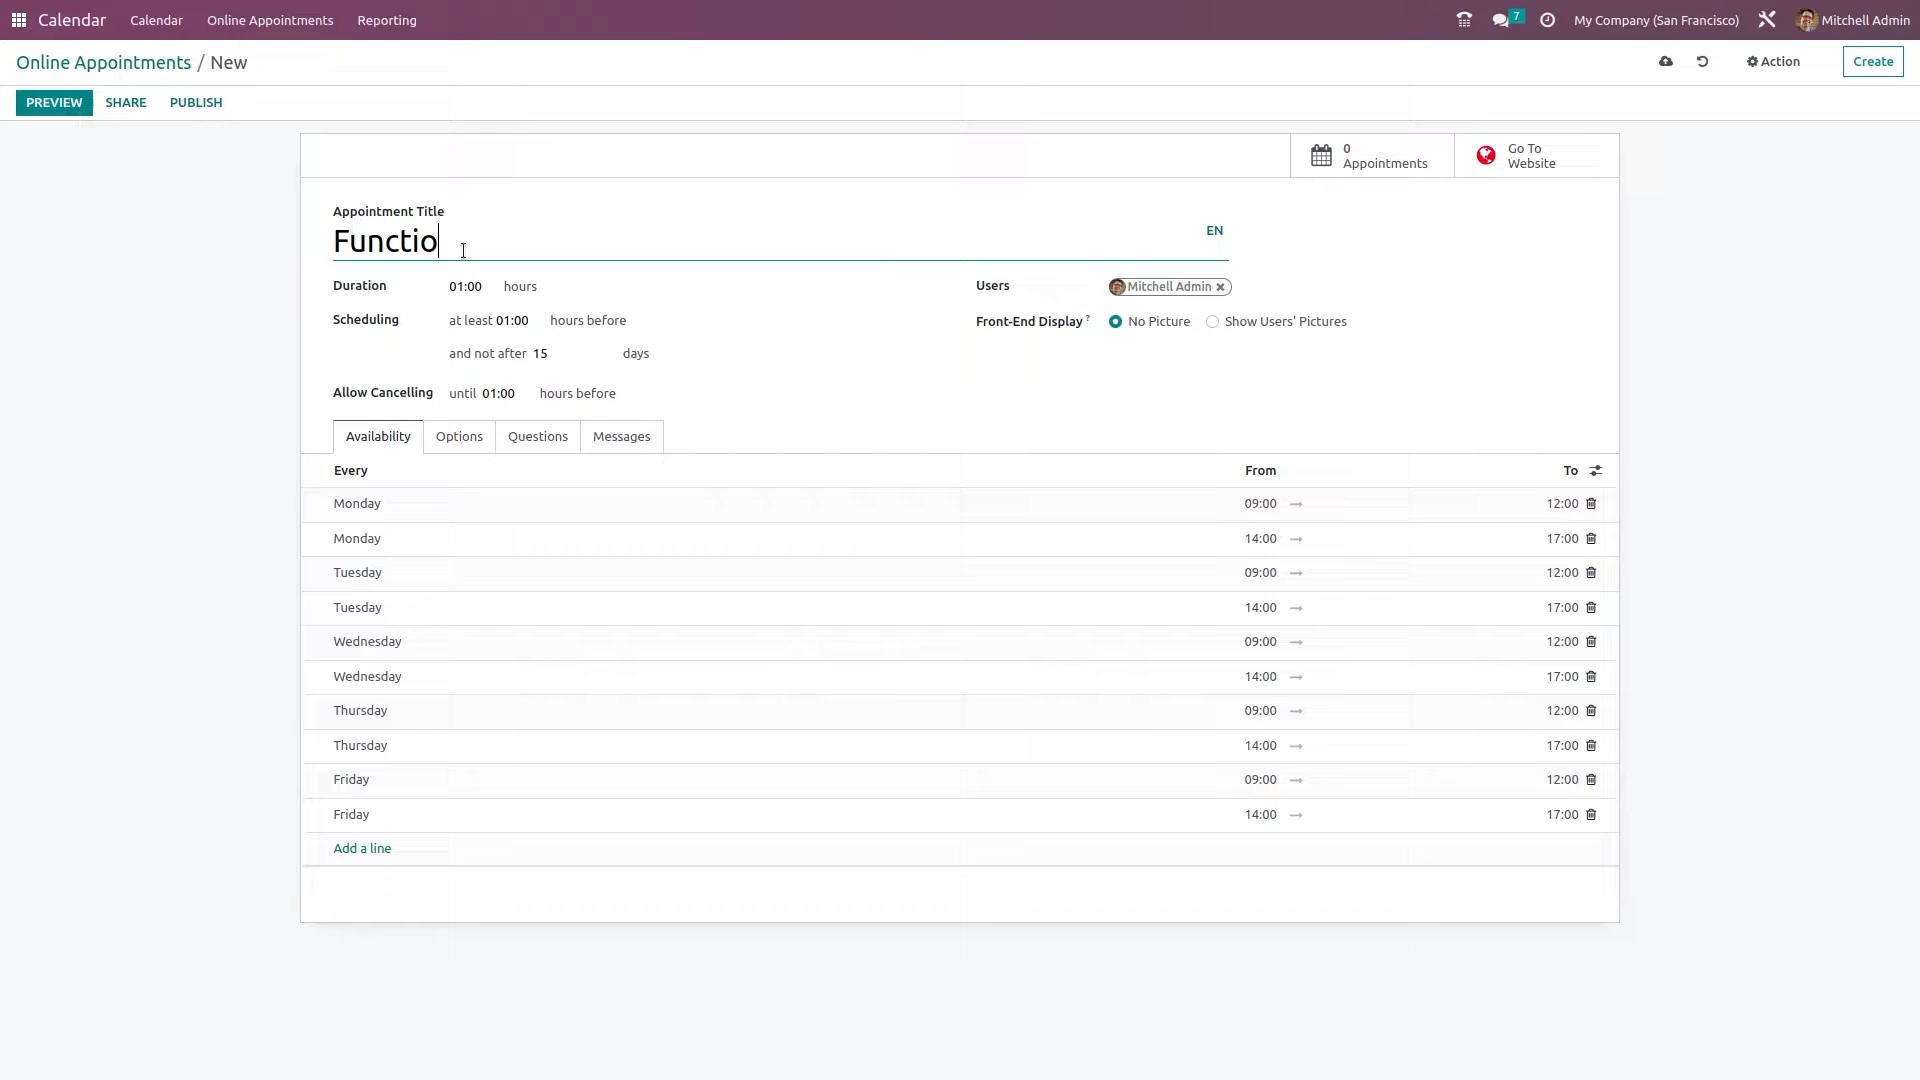 Calendar Calendar Online Appointments Reporting 7 My Company (San Francisco) Mitchell Admin
Online Appointments / New Action Create
PREVIEW SHARE PUBLISH
0 Appointments Go To Website
Appointment Title
Functio EN
Duration 01:00 hours Users Mitchell Admin
Scheduling at least 01:00 hours before Front-End Display ? No Picture Show Users' Pictures
and not after 15 days
Allow Cancelling until 01:00 hours before
Availability Options Questions Messages
Every From To
Monday 09:00 12:00
Monday 14:00 17:00
Tuesday 09:00 12:00
Tuesday 14:00 17:00
Wednesday 09:00 12:00
Wednesday 14:00 17:00
Thursday 09:00 12:00
Thursday 14:00 17:00
Friday 09:00 12:00
Friday 14:00 17:00
Add a line